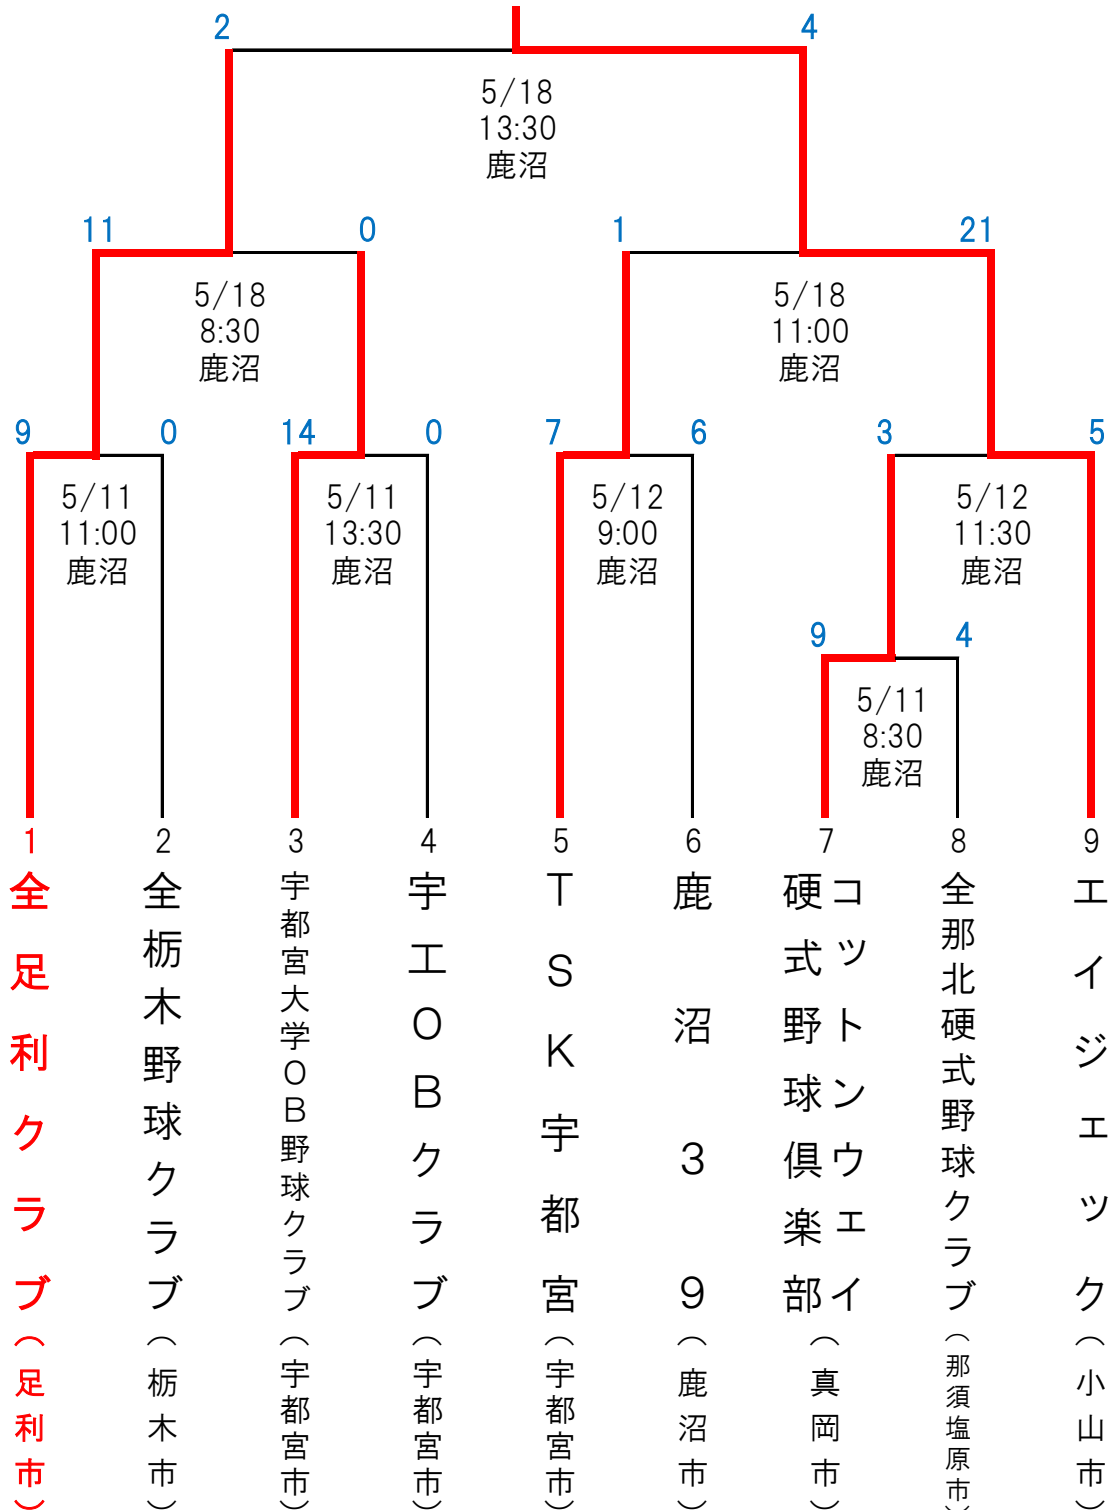 2
4
5/18
13:30
鹿沼
11
0
1
21
5/18
8:30
鹿沼
5/18
11:00
鹿沼
9
0
14
0
7
6
3
5
5/11
11:00
鹿沼
5/11
13:30
鹿沼
5/12
9:00
鹿沼
5/12
11:30
鹿沼
9
4
5/11
8:30
鹿沼
1
全足利クラブ(足利市)
2
全栃木野球クラブ(栃木市)
3
宇都宮大学OB野球クラブ(宇都宮市)
4
宇工OBクラブ(宇都宮市)
5
TSK宇都宮(宇都宮市)
6
鹿沼39(鹿沼市)
7
コットンウェイ
硬式野球倶楽部(真岡市)
8
全那北硬式野球クラブ(那須塩原市)
9
エイジェック(小山市)